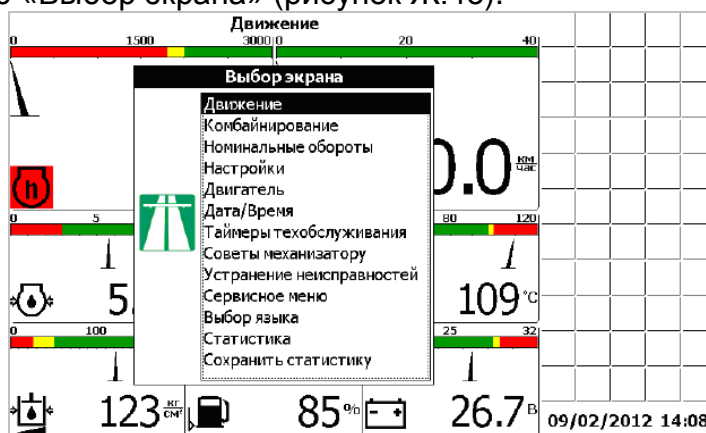 «Выбор экрана» (рисунок Ж.
Движение
0 1500 3000 0 20 40
Выбор экрана
Движение
Комбайнирование
Номинальные обороты
Настройки
Двигатель
Дата/Время
Таймеры техобслуживания
Советы механизатору
Устранение неисправностей
Сервисное меню
Выбор языка
Статистика
Сохранить статистику
0.0 км/час
h
0 5 80 120
5. 109 °C
0 100 25 32
123 кг/см² 85 % - + 26.7 В
09/02/2012 14:08